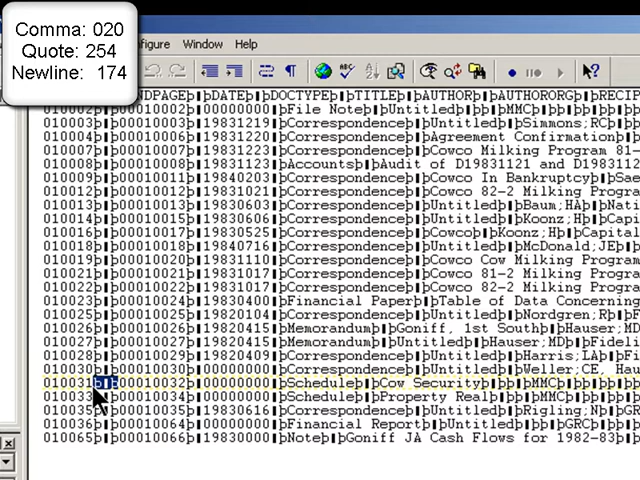 Comma: 020
Quote: 254
Newline: 174
figure Window Help
NDPAGEþ▮þDATEþ▮þDOCTYPEþ▮þTITLEþ▮þAUTHORþ▮þAUTHORORGþ▮þRECIP
010002þ▮þ00010002þ▮þ00000000þ▮þFile Noteþ▮þUntitledþ▮þþ▮þMMCþ▮þþ▮þ
010003þ▮þ00010003þ▮þ19831219þ▮þCorrespondenceþ▮þUntitledþ▮þSimmons;RCþ▮þ
010004þ▮þ00010006þ▮þ19831220þ▮þCorrespondenceþ▮þAgreement Confirmationþ▮þ
010007þ▮þ00010007þ▮þ19831123þ▮þCorrespondenceþ▮þCowco Milking Program 81-
010008þ▮þ00010008þ▮þ19831123þ▮þAccountsþ▮þAudit of D19831121 and D1983112
010009þ▮þ00010011þ▮þ19840203þ▮þCorrespondenceþ▮þCowco In Bankruptcyþ▮þSae
010012þ▮þ00010012þ▮þ19831021þ▮þCorrespondenceþ▮þCowco 82-2 Milking Progra
010013þ▮þ00010013þ▮þ19830603þ▮þCorrespondenceþ▮þUntitledþ▮þBaum;HAþ▮þNati
010014þ▮þ00010015þ▮þ19830606þ▮þCorrespondenceþ▮þUntitledþ▮þKoonz;Hþ▮þCapi
010016þ▮þ00010017þ▮þ19830525þ▮þCorrespondenceþ▮þCowcoþ▮þKoonz;Hþ▮þCapital
010018þ▮þ00010018þ▮þ19840716þ▮þCorrespondenceþ▮þUntitledþ▮þMcDonald;JEþ▮þ
010019þ▮þ00010020þ▮þ19831110þ▮þCorrespondenceþ▮þCowco Cow Milking Program
010021þ▮þ00010021þ▮þ19831017þ▮þCorrespondenceþ▮þCowco 81-2 Milking Progra
010022þ▮þ00010022þ▮þ19831017þ▮þCorrespondenceþ▮þCowco 82-2 Milking Progra
010023þ▮þ00010024þ▮þ19830400þ▮þFinancial Paperþ▮þTable of Data Concerning
010025þ▮þ00010025þ▮þ19820104þ▮þCorrespondenceþ▮þUntitledþ▮þNordgren;Rþ▮þF
010026þ▮þ00010026þ▮þ19820415þ▮þMemorandumþ▮þGoniff, 1st Southþ▮þHauser;MD
010027þ▮þ00010027þ▮þ19820415þ▮þMemorandumþ▮þUntitledþ▮þHauser;MDþ▮þFideli
010028þ▮þ00010029þ▮þ19820409þ▮þCorrespondenceþ▮þUntitledþ▮þHarris;LAþ▮þFi
010030þ▮þ00010030þ▮þ00000000þ▮þCorrespondenceþ▮þUntitledþ▮þWeller;CE, Hau
010031þ▮þ00010032þ▮þ00000000þ▮þScheduleþ▮þCow Securityþ▮þþ▮þMMCþ▮þþ▮þþ▮þ
010033þ▮þ00010034þ▮þ00000000þ▮þScheduleþ▮þProperty Realþ▮þþ▮þMMCþ▮þþ▮þþ▮þ
010035þ▮þ00010035þ▮þ19830616þ▮þCorrespondenceþ▮þUntitledþ▮þRigling;Nþ▮þGR
010036þ▮þ00010064þ▮þ00000000þ▮þFinancial Reportþ▮þUntitledþ▮þþ▮þGRCþ▮þþ▮þ
010065þ▮þ00010066þ▮þ19830000þ▮þNoteþ▮þGoniff JA Cash Flows for 1982-83þ▮þ